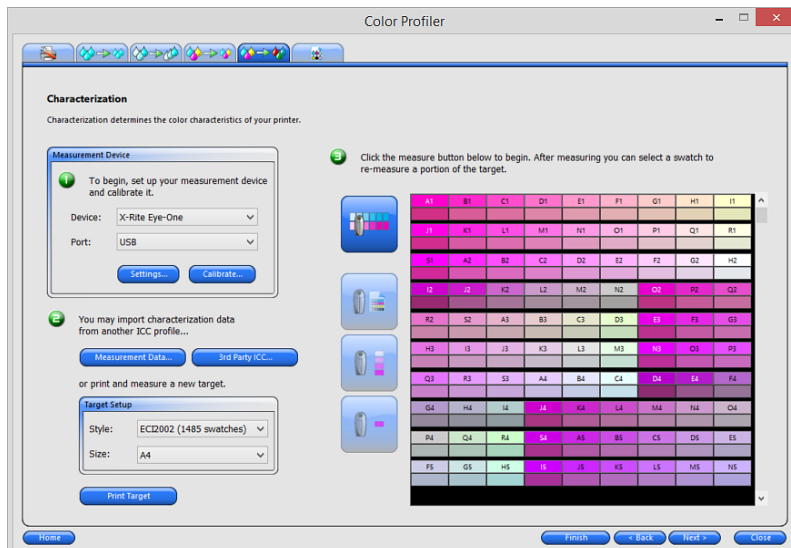 Color Profiler
Characterization
Characterization determines the color characteristics of your printer.
Measurement Device
1
To begin, set up your measurement device
and calibrate it.
Device: X-Rite Eye-One
Port: USB
Settings... Calibrate...
2
You may import characterization data
from another ICC profile...
Measurement Data... 3rd Party ICC...
or print and measure a new target.
Target Setup
Style: ECI2002 (1485 swatches)
Size: A4
Print Target
3
Click the measure button below to begin. After measuring you can select a swatch to
re-measure a portion of the target.
A1 B1 C1 D1 E1 F1 G1 H1 I1
J1 K1 L1 M1 N1 O1 P1 Q1 R1
S1 A2 B2 C2 D2 E2 F2 G2 H2
I2 J2 K2 L2 M2 N2 O2 P2 Q2
R2 S2 A3 B3 C3 D3 E3 F3 G3
H3 I3 J3 K3 L3 M3 N3 O3 P3
Q3 R3 S3 A4 B4 C4 D4 E4 F4
G4 H4 I4 J4 K4 L4 M4 N4 O4
P4 Q4 R4 S4 A5 B5 C5 D5 E5
F5 G5 H5 I5 J5 K5 L5 M5 N5
Home Finish < Back Next > Close